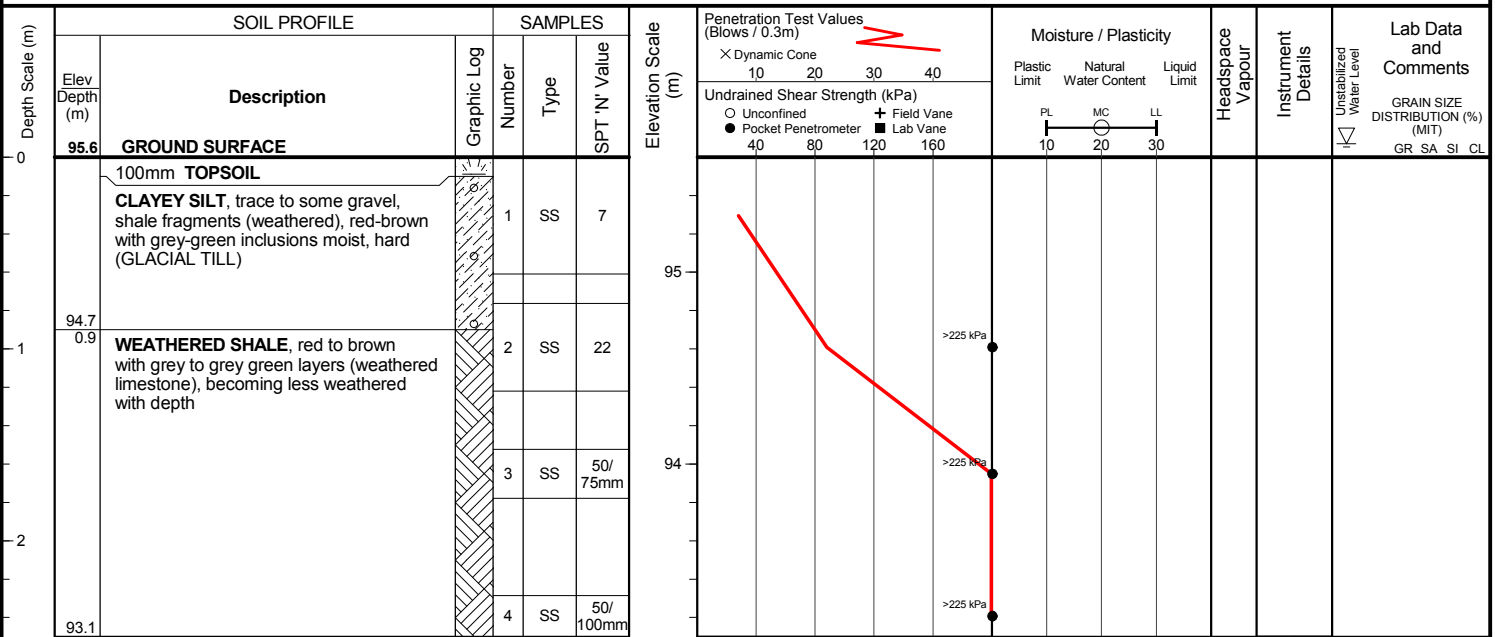 Depth Scale (m)
SOIL PROFILE
Elev
Depth
(m)
Description
Graphic Log
SAMPLES
Number
Type
SPT 'N' Value
Elevation Scale
(m)
Penetration Test Values
(Blows / 0.3m)
× Dynamic Cone
10 20 30 40
Undrained Shear Strength (kPa)
Unconfined + Field Vane
Pocket Penetrometer Lab Vane
40 80 120 160
Moisture / Plasticity
Plastic Limit
Natural Water Content
Liquid Limit
PL MC LL
10 20 30
Headspace
Vapour
Instrument
Details
Unstabilized
Water Level
Lab Data
and
Comments
GRAIN SIZE
DISTRIBUTION (%)
(MIT)
GR SA SI CL
95.6 GROUND SURFACE
0
100mm TOPSOIL
CLAYEY SILT, trace to some gravel,
shale fragments (weathered), red-brown
with grey-green inclusions moist, hard
(GLACIAL TILL)
1 SS 7
95
94.7
0.9
WEATHERED SHALE, red to brown
with grey to grey green layers (weathered
limestone), becoming less weathered
with depth
1
2 SS 22
>225 kPa
3 SS 50/
75mm
94
>225 kPa
2
4 SS 50/
100mm
>225 kPa
93.1